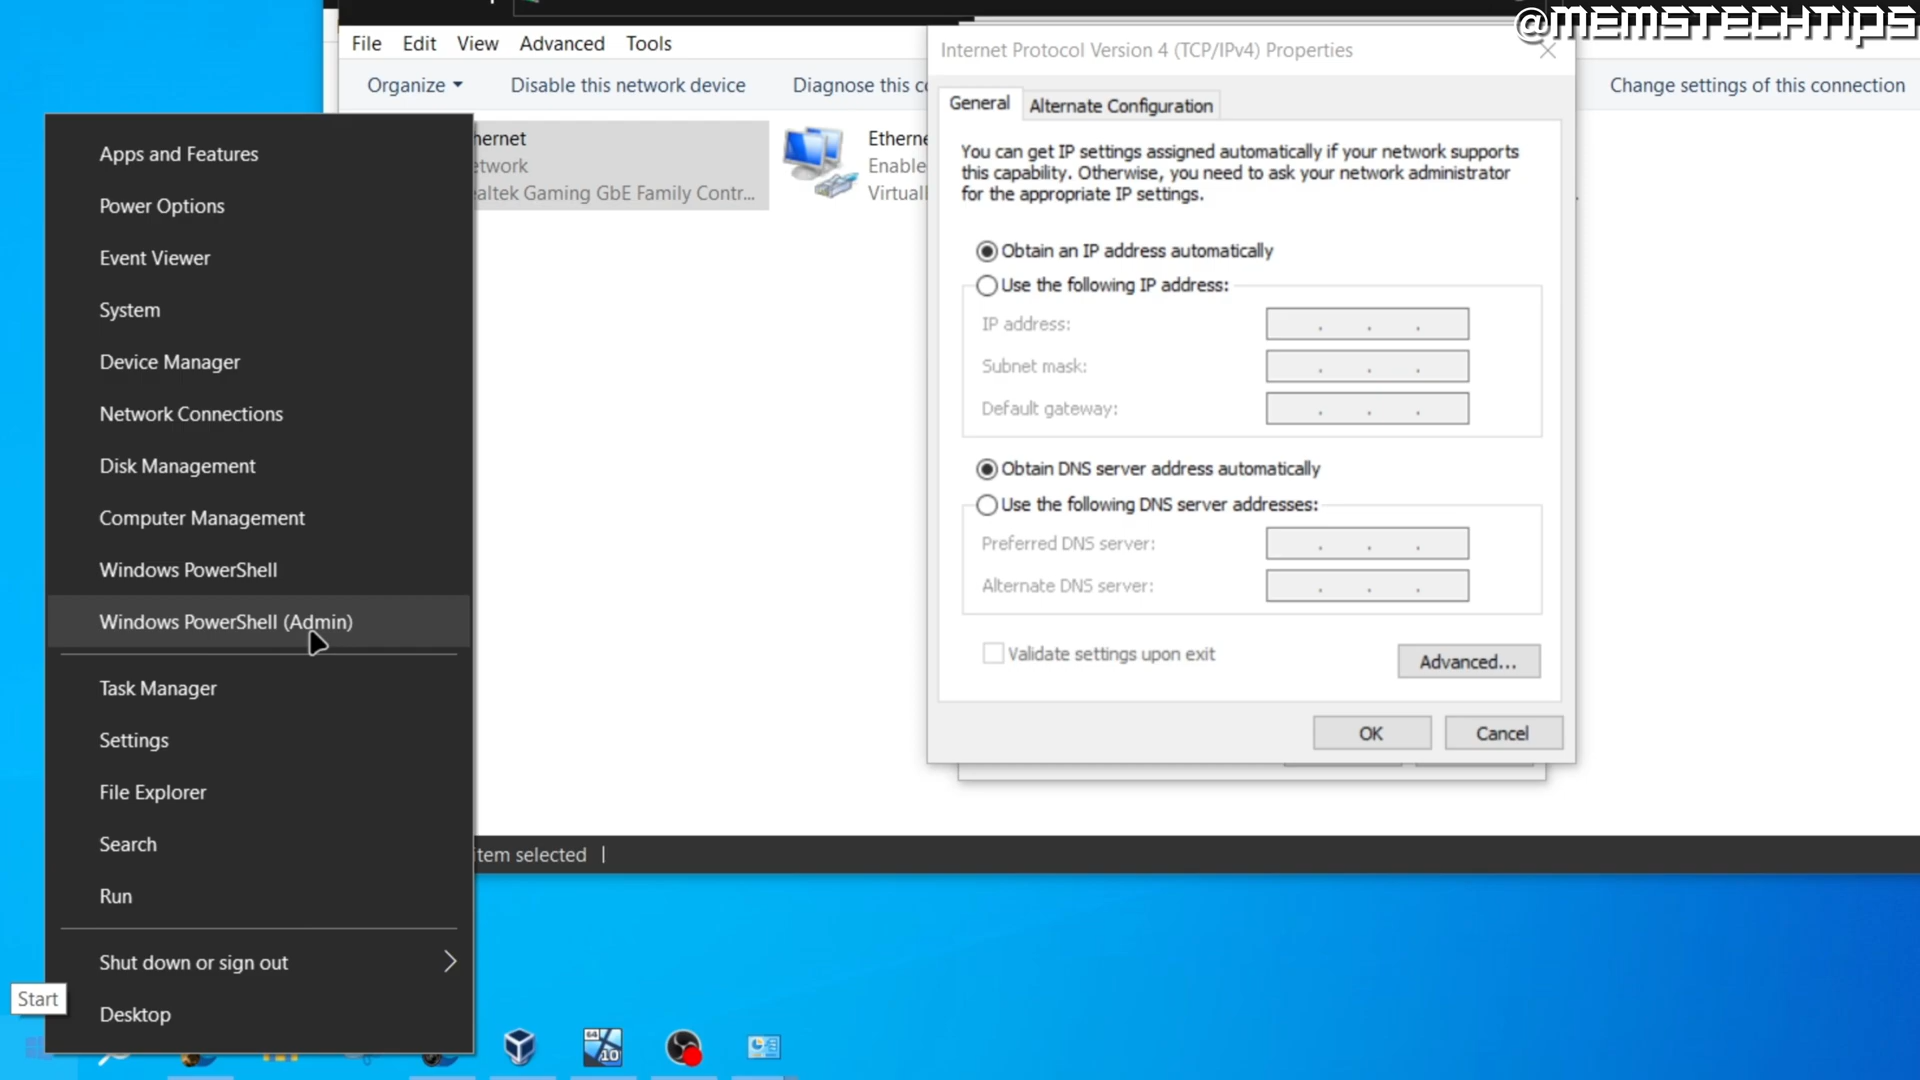 @MEMSTECHTIPS
File Edit View Advanced Tools
Organize Disable this network device Diagnose this co Change settings of this connection
hernet
etwork
ealtek Gaming GbE Family Contr...
Etherne
Enable
Virtuall
Internet Protocol Version 4 (TCP/IPv4) Properties
General Alternate Configuration
You can get IP settings assigned automatically if your network supports
this capability. Otherwise, you need to ask your network administrator
for the appropriate IP settings.
Obtain an IP address automatically
Use the following IP address:
IP address:
Subnet mask:
Default gateway:
Obtain DNS server address automatically
Use the following DNS server addresses:
Preferred DNS server:
Alternate DNS server:
Validate settings upon exit
Advanced...
OK Cancel
Apps and Features
Power Options
Event Viewer
System
Device Manager
Network Connections
Disk Management
Computer Management
Windows PowerShell
Windows PowerShell (Admin)
Task Manager
Settings
File Explorer
Search
Run
Shut down or sign out
Desktop
item selected
Start
64
10